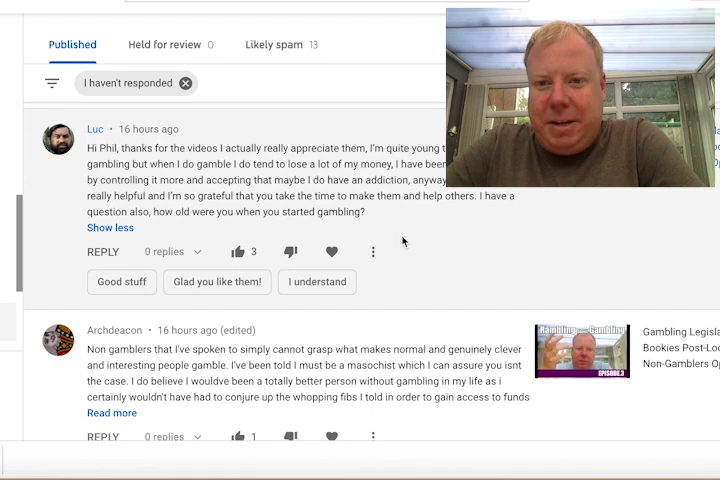 Published Held for review 0 Likely spam 13
I haven't responded
Luc • 16 hours ago
Hi Phil, thanks for the videos I actually really appreciate them, I'm quite young t
gambling but when I do gamble I do tend to lose a lot of my money, I have been
by controlling it more and accepting that maybe I do have an addiction, anyway
really helpful and I'm so grateful that you take the time to make them and help others. I have a
question also, how old were you when you started gambling?
Show less
REPLY 0 replies 3
Good stuff Glad you like them! I understand
Archdeacon • 16 hours ago (edited)
Non gamblers that I've spoken to simply cannot grasp what makes normal and genuinely clever
and interesting people gamble. I've been told I must be a masochist which I can assure you isnt
the case. I do believe I wouldve been a totally better person without gambling in my life as i
certainly wouldn't have had to conjure up the whopping fibs I told in order to gain access to funds
Read more
REPLY 0 replies 1
Rambling Gambling
EPISODE.3
Gambling Legisla
Bookies Post-Loc
Non-Gamblers Op